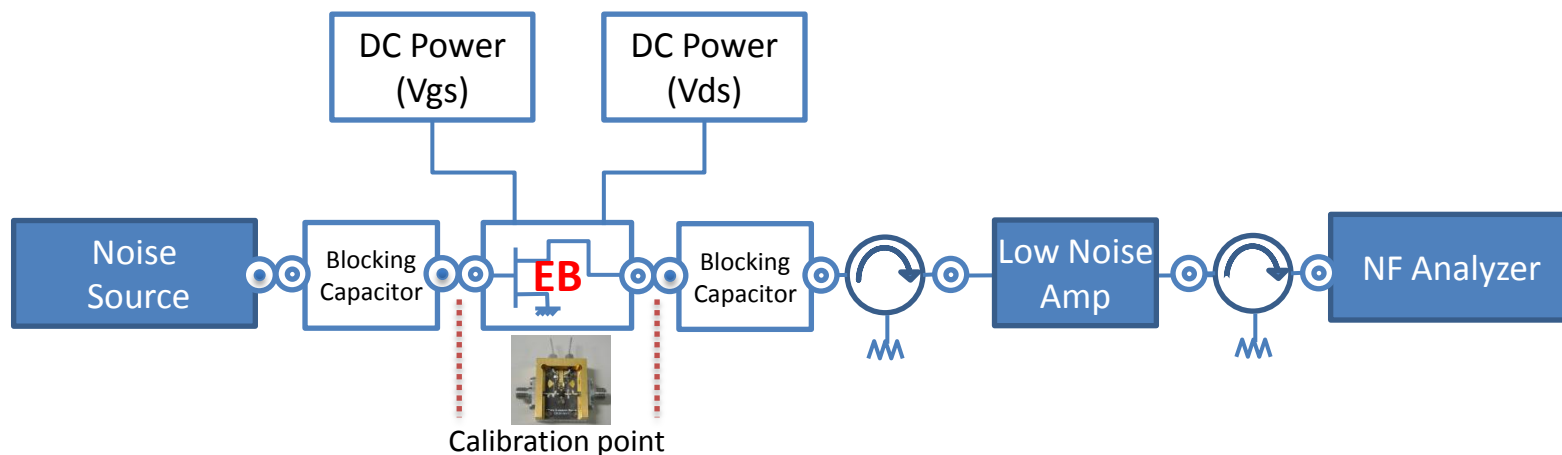 DC Power
(Vgs)
DC Power
(Vds)
Noise
Source
Blocking
Capacitor
EB
Blocking
Capacitor
Low Noise
Amp
NF Analyzer
Calibration point